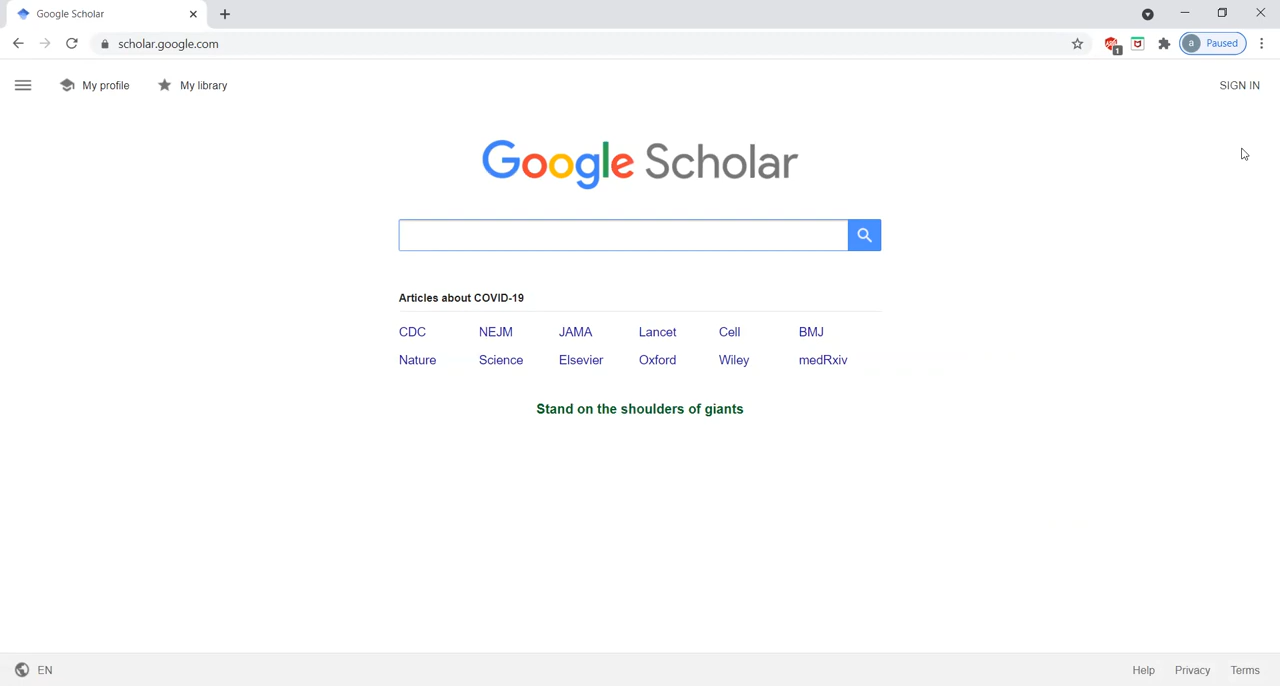 Google Scholar
scholar.google.com
1
a Paused
My profile
My library
SIGN IN
Google Scholar
Articles about COVID-19
CDC NEJM JAMA Lancet Cell BMJ
Nature Science Elsevier Oxford Wiley medRxiv
Stand on the shoulders of giants
EN
Help Privacy Terms